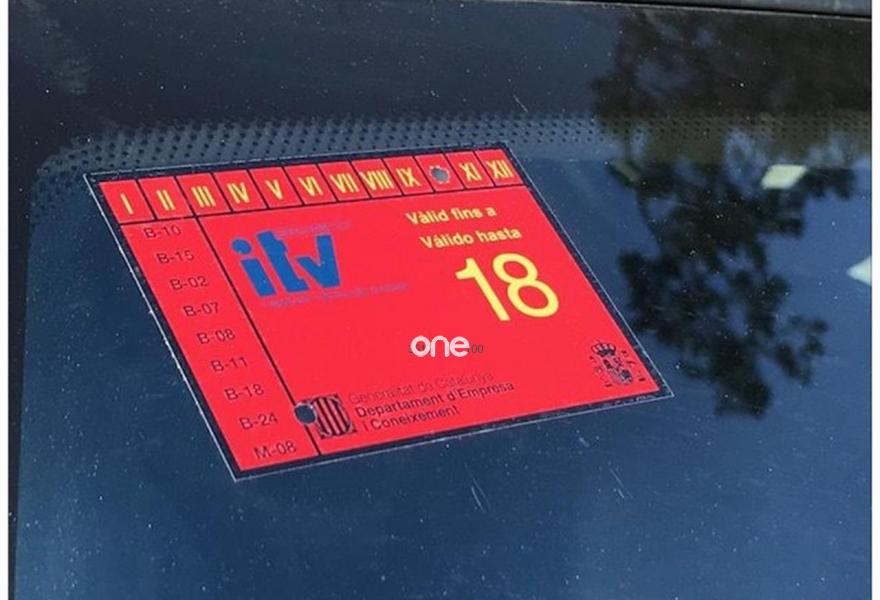 I II III IV V VI VII VIII IX XI XII
B-10
B-15
B-02
B-07
B-08
B-11
B-18
B-24
M-08
itv
Vàlid fins a
Válido hasta
18
one
Generalitat de Catalunya
Departament d'Empresa
i Coneixement